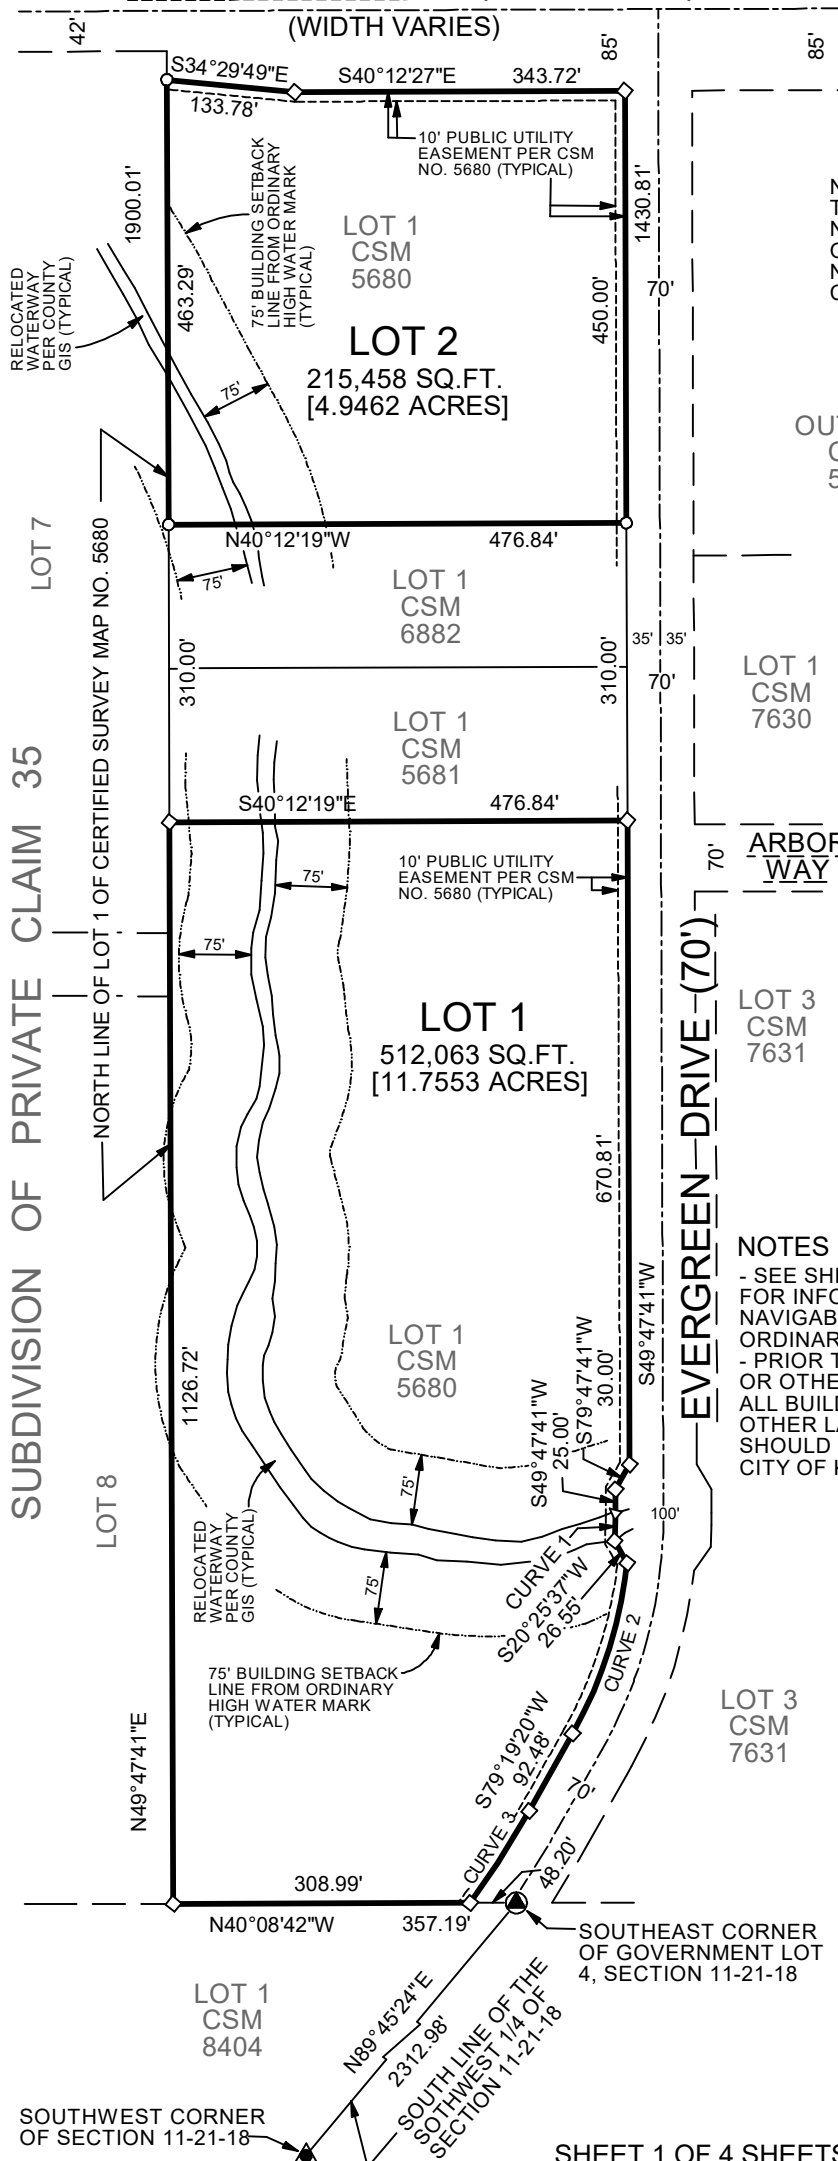 (WIDTH VARIES)
42'
85'
85'
S34°29'49"E
133.78'
S40°12'27"E
343.72'
10' PUBLIC UTILITY
EASEMENT PER CSM
NO. 5680 (TYPICAL)
1900.01'
463.29'
75' BUILDING SETBACK
LINE FROM ORDINARY
HIGH WATER MARK
(TYPICAL)
LOT 1
CSM
5680
1430.81'
450.00'
70'
RELOCATED
WATERWAY
PER COUNTY
GIS (TYPICAL)
LOT 2
215,458 SQ.FT.
[4.9462 ACRES]
75'
LOT 7
N40°12'19"W
476.84'
75'
LOT 1
CSM
6882
310.00'
310.00'
35'
35'
70'
LOT 1
CSM
7630
LOT 1
CSM
5681
SUBDIVISION OF PRIVATE CLAIM 35
NORTH LINE OF LOT 1 OF CERTIFIED SURVEY MAP NO. 5680
S40°12'19"E
476.84'
70'
ARBOR
WAY
10' PUBLIC UTILITY
EASEMENT PER CSM
NO. 5680 (TYPICAL)
75'
75'
EVERGREEN DRIVE (70')
LOT 1
512,063 SQ.FT.
[11.7553 ACRES]
LOT 3
CSM
7631
670.81'
S49°47'41"W
NOTES
- SEE
FOR
- PRIOR
SHOULD
CITY OF
LOT 1
CSM
5680
1126.72'
S79°47'41"W
30.00'
S49°47'41"W
25.00'
LOT 8
75'
100'
RELOCATED
WATERWAY
PER COUNTY
GIS (TYPICAL)
75'
CURVE 1
S20°25'37"W
26.55'
CURVE 2
75' BUILDING SETBACK
LINE FROM ORDINARY
HIGH WATER MARK
(TYPICAL)
LOT 3
CSM
7631
N49°47'41"E
S79°19'20"W
92.48'
70'
CURVE 3
48.20'
308.99'
N40°08'42"W
357.19'
SOUTHEAST CORNER
OF GOVERNMENT LOT
4, SECTION 11-21-18
LOT 1
CSM
8404
N89°45'24"E
2312.98'
SOUTH LINE OF THE
SOTHWEST 1/4 OF
SECTION 11-21-18
SOUTHWEST CORNER
OF SECTION 11-21-18
SHEET 1 OF 4 SHEETS